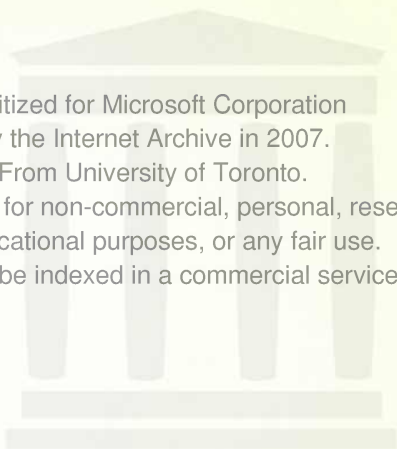 itized for Microsoft Corporation
the Internet Archive in 2007.
From University of Toronto.
for non-commercial, personal, rese
cational purposes, or any fair use.
be indexed in a commercial service